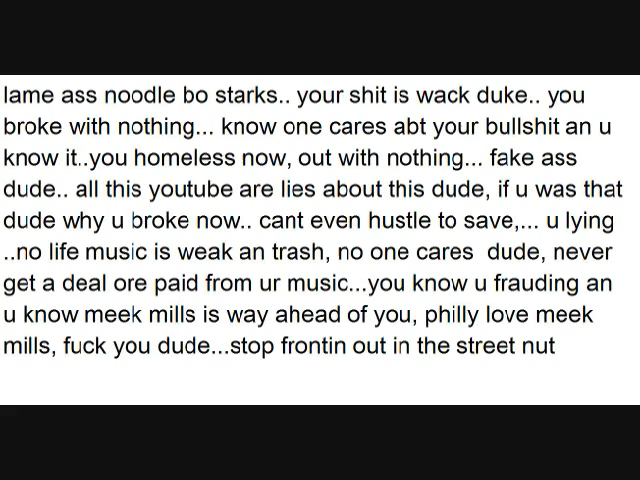 lame ass noodle bo starks.. your shit is wack duke.. you
broke with nothing... know one cares abt your bullshit an u
know it..you homeless now, out with nothing... fake ass
dude.. all this youtube are lies about this dude, if u was that
dude why u broke now.. cant even hustle to save,... u lying
..no life music is weak an trash, no one cares  dude, never
get a deal ore paid from ur music...you know u frauding an
u know meek mills is way ahead of you, philly love meek
mills, fuck you dude...stop frontin out in the street nut